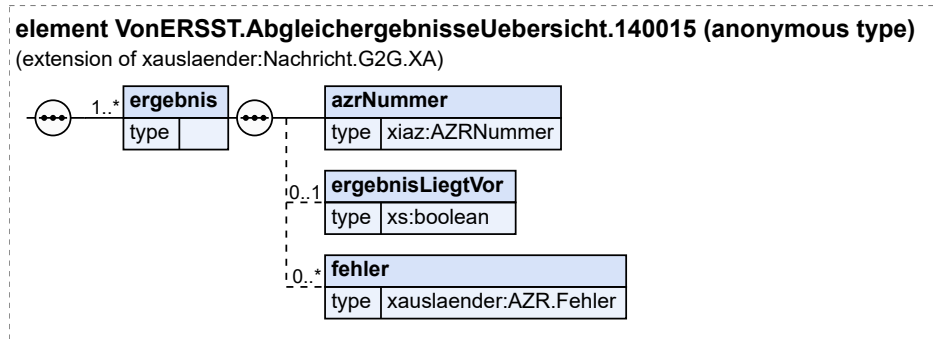 element VonERSST.AbgleichergebnisseUebersicht.140015 (anonymous type)
(extension of xauslaender:Nachricht.G2G.XA)
1..* ergebnis
type
azrNummer
type xiaz:AZRNummer
0..1 ergebnisLiegtVor
type xs:boolean
0..* fehler
type xauslaender:AZR.Fehler